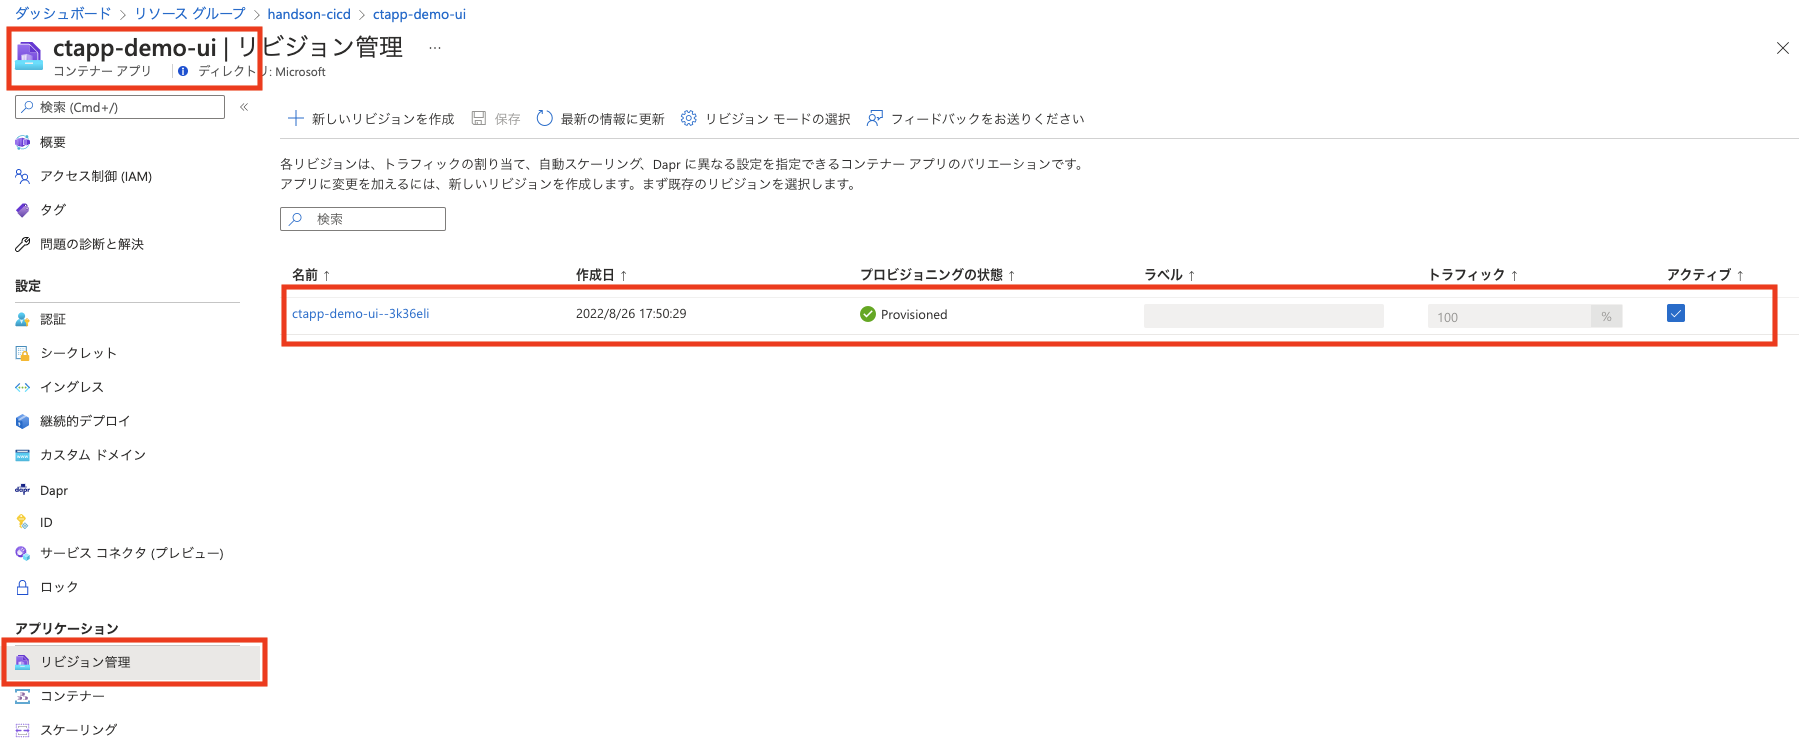 ダッシュボード > リソース グループ > handson-cicd > ctapp-demo-ui
ctapp-demo-ui | リビジョン管理 …
コンテナー アプリ ディレクトリ: Microsoft
検索 (Cmd+/) «
概要
アクセス制御 (IAM)
タグ
問題の診断と解決
設定
認証
シークレット
イングレス
継続的デプロイ
カスタム ドメイン
Dapr
ID
サービス コネクタ (プレビュー)
ロック
アプリケーション
リビジョン管理
コンテナー
スケーリング
新しいリビジョンを作成 保存 最新の情報に更新 リビジョン モードの選択 フィードバックをお送りください
各リビジョンは、トラフィックの割り当て、自動スケーリング、Dapr に異なる設定を指定できるコンテナー アプリのバリエーションです。
アプリに変更を加えるには、新しいリビジョンを作成します。まず既存のリビジョンを選択します。
検索
名前 ↑ 作成日 ↑ プロビジョニングの状態 ↑ ラベル ↑ トラフィック ↑ アクティブ ↑
ctapp-demo-ui--3k36eli 2022/8/26 17:50:29 Provisioned 100 %